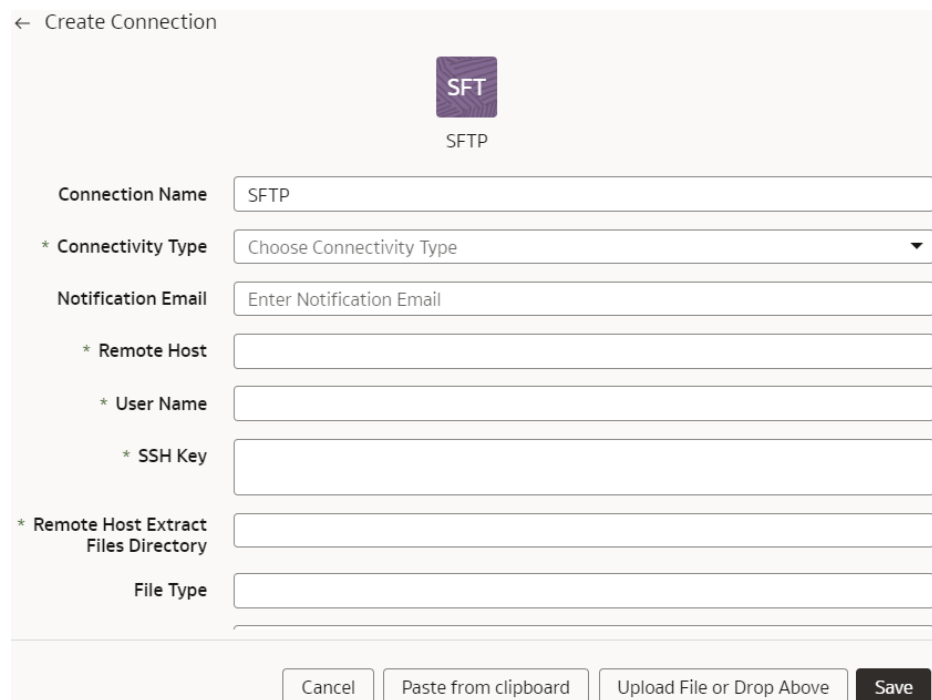 ← Create Connection
SFT
SFTP
Connection Name SFTP
* Connectivity Type Choose Connectivity Type
Notification Email Enter Notification Email
* Remote Host
* User Name
* SSH Key
* Remote Host Extract
Files Directory
File Type
Cancel Paste from clipboard Upload File or Drop Above Save